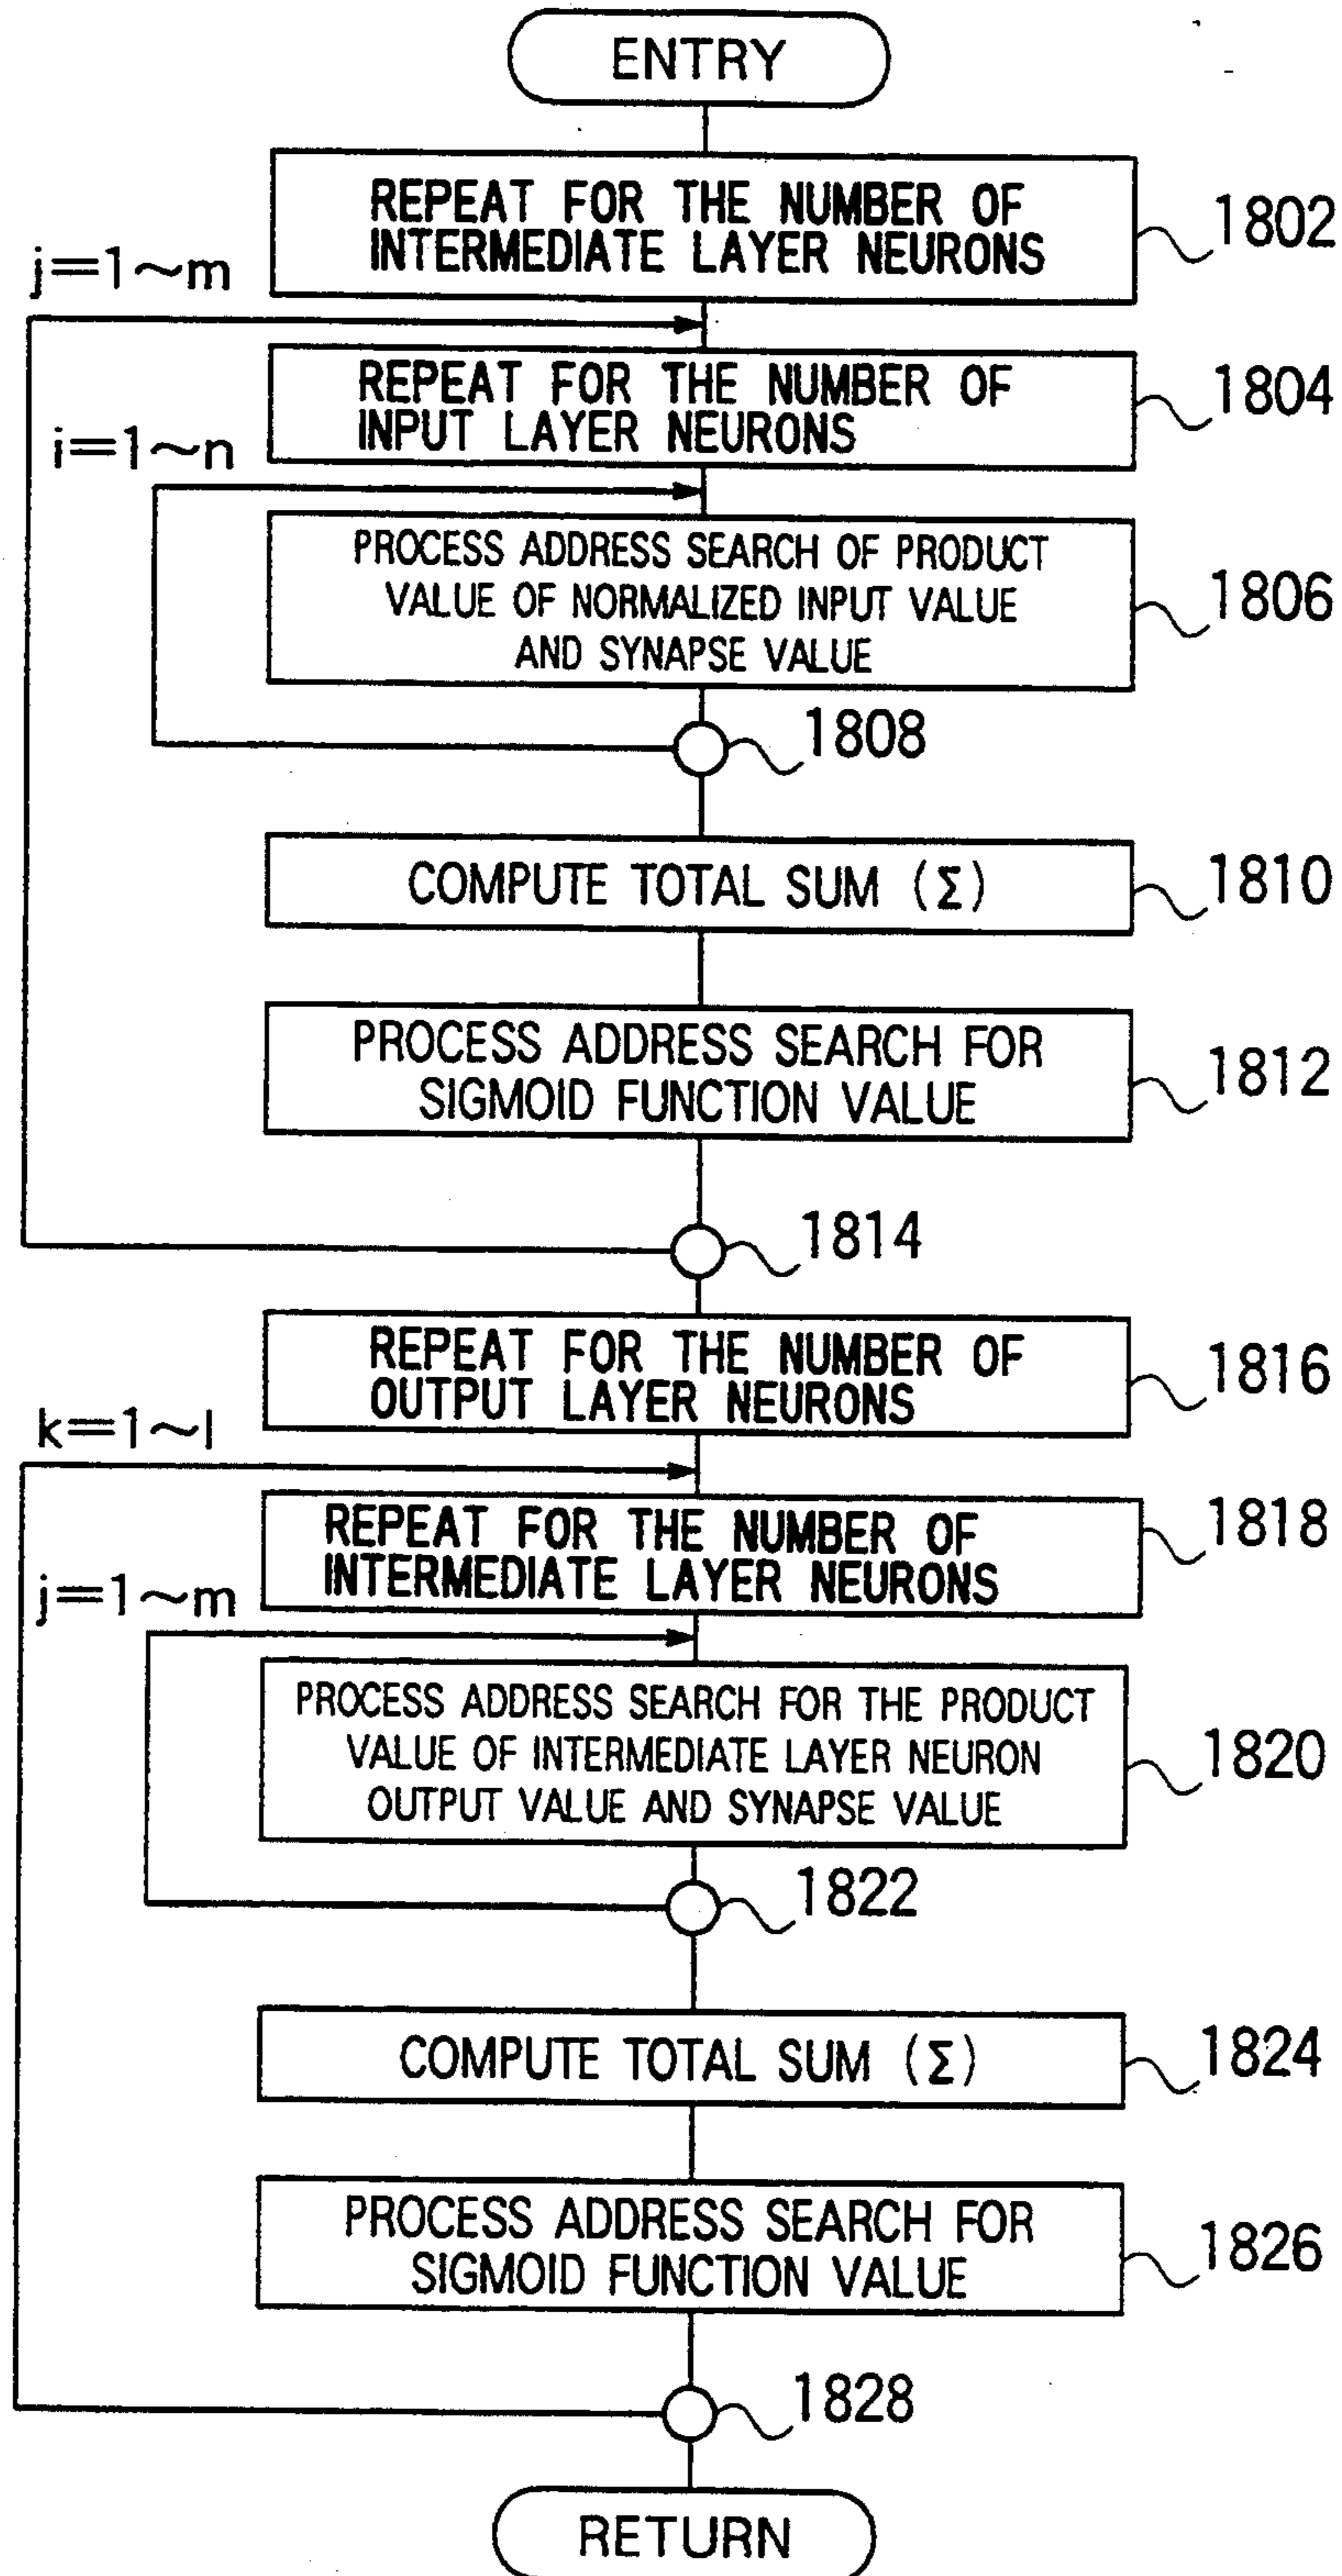 ENTRY
REPEAT FOR THE NUMBER OF
INTERMEDIATE LAYER NEURONS
1802
j=1~m
REPEAT FOR THE NUMBER OF
INPUT LAYER NEURONS
1804
i=1~n
PROCESS ADDRESS SEARCH OF PRODUCT
VALUE OF NORMALIZED INPUT VALUE
AND SYNAPSE VALUE
1806
1808
COMPUTE TOTAL SUM (Σ)
1810
PROCESS ADDRESS SEARCH FOR
SIGMOID FUNCTION VALUE
1812
1814
REPEAT FOR THE NUMBER OF
OUTPUT LAYER NEURONS
1816
k=1~l
REPEAT FOR THE NUMBER OF
INTERMEDIATE LAYER NEURONS
1818
j=1~m
PROCESS ADDRESS SEARCH FOR THE PRODUCT
VALUE OF INTERMEDIATE LAYER NEURON
OUTPUT VALUE AND SYNAPSE VALUE
1820
1822
COMPUTE TOTAL SUM (Σ)
1824
PROCESS ADDRESS SEARCH FOR
SIGMOID FUNCTION VALUE
1826
1828
RETURN